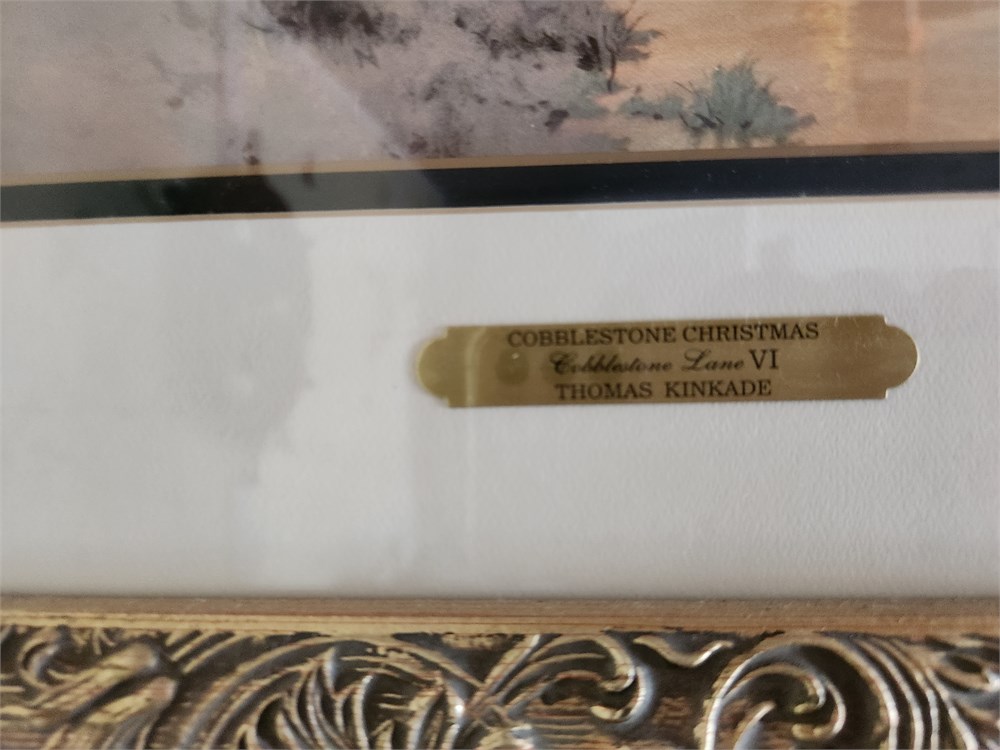 COBBLESTONE CHRISTMAS
Cobblestone Lane VI
THOMAS KINKADE